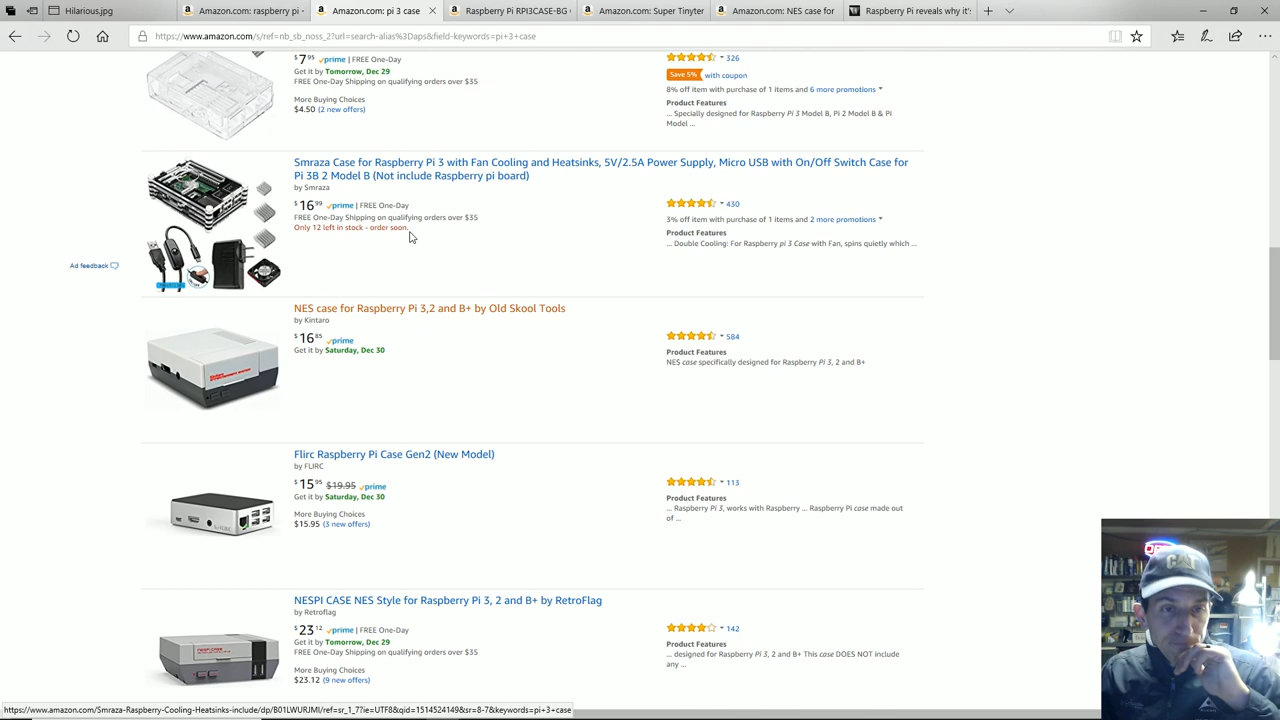 Hilarious.jpg
Amazon.com: raspberry pi -
Amazon.com: pi 3 case
Raspberry Pi RPI3CASE-BG
Amazon.com: Super Tinyter
Amazon.com: NES case for
Raspberry Pi reveals why it's
https://www.amazon.com/s/ref=nb_sb_noss_2?url=search-alias%3Daps&field-keywords=pi+3+case
$7 95 prime | FREE One-Day
Get it by Tomorrow, Dec 29
FREE One-Day Shipping on qualifying orders over $35
More Buying Choices
$4.50 (2 new offers)
326
Save 5% with coupon
8% off item with purchase of 1 items and 6 more promotions
Product Features
... Specially designed for Raspberry Pi 3 Model B, Pi 2 Model B & Pi
Model ...
Smraza Case for Raspberry Pi 3 with Fan Cooling and Heatsinks, 5V/2.5A Power Supply, Micro USB with On/Off Switch Case for
Pi 3B 2 Model B (Not include Raspberry pi board)
by Smraza
$16 99 prime | FREE One-Day
FREE One-Day Shipping on qualifying orders over $35
Only 12 left in stock - order soon.
430
3% off item with purchase of 1 items and 2 more promotions
Product Features
... Double Cooling: For Raspberry pi 3 Case with Fan, spins quietly which ...
Ad feedback
NES case for Raspberry Pi 3,2 and B+ by Old Skool Tools
by Kintaro
$16 85 prime
Get it by Saturday, Dec 30
584
Product Features
NES case specifically designed for Raspberry Pi 3, 2 and B+
Flirc Raspberry Pi Case Gen2 (New Model)
by FLIRC
$15 95 $19.95 prime
Get it by Saturday, Dec 30
More Buying Choices
$15.95 (3 new offers)
113
Product Features
... Raspberry Pi 3, works with Raspberry ... Raspberry Pi case made out
of ...
NESPI CASE NES Style for Raspberry Pi 3, 2 and B+ by RetroFlag
by Retroflag
$23 12 prime | FREE One-Day
Get it by Tomorrow, Dec 29
FREE One-Day Shipping on qualifying orders over $35
More Buying Choices
$23.12 (9 new offers)
142
Product Features
... designed for Raspberry Pi 3, 2 and B+ This case DOES NOT include
any ...
CAT
https://www.amazon.com/Smraza-Raspberry-Cooling-Heatsinks-include/dp/B01LWURJMI/ref=sr_1_7?ie=UTF8&qid=1514524149&sr=8-7&keywords=pi+3+case